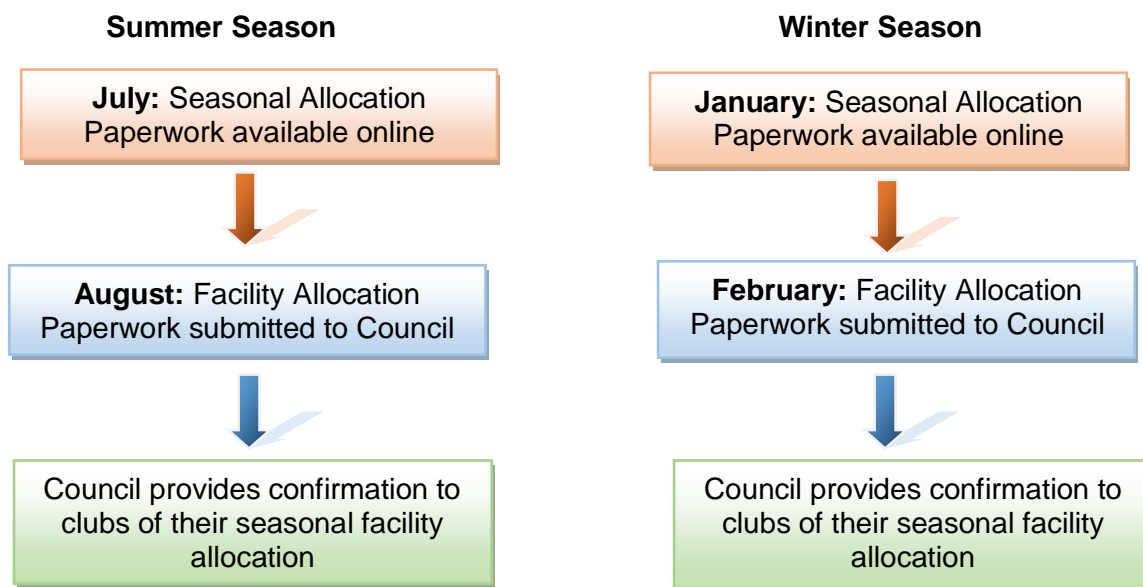 Summer Season
July: Seasonal Allocation
Paperwork available online
August: Facility Allocation
Paperwork submitted to Council
Council provides confirmation to
clubs of their seasonal facility
allocation
Winter Season
January: Seasonal Allocation
Paperwork available online
February: Facility Allocation
Paperwork submitted to Council
Council provides confirmation to
clubs of their seasonal facility
allocation